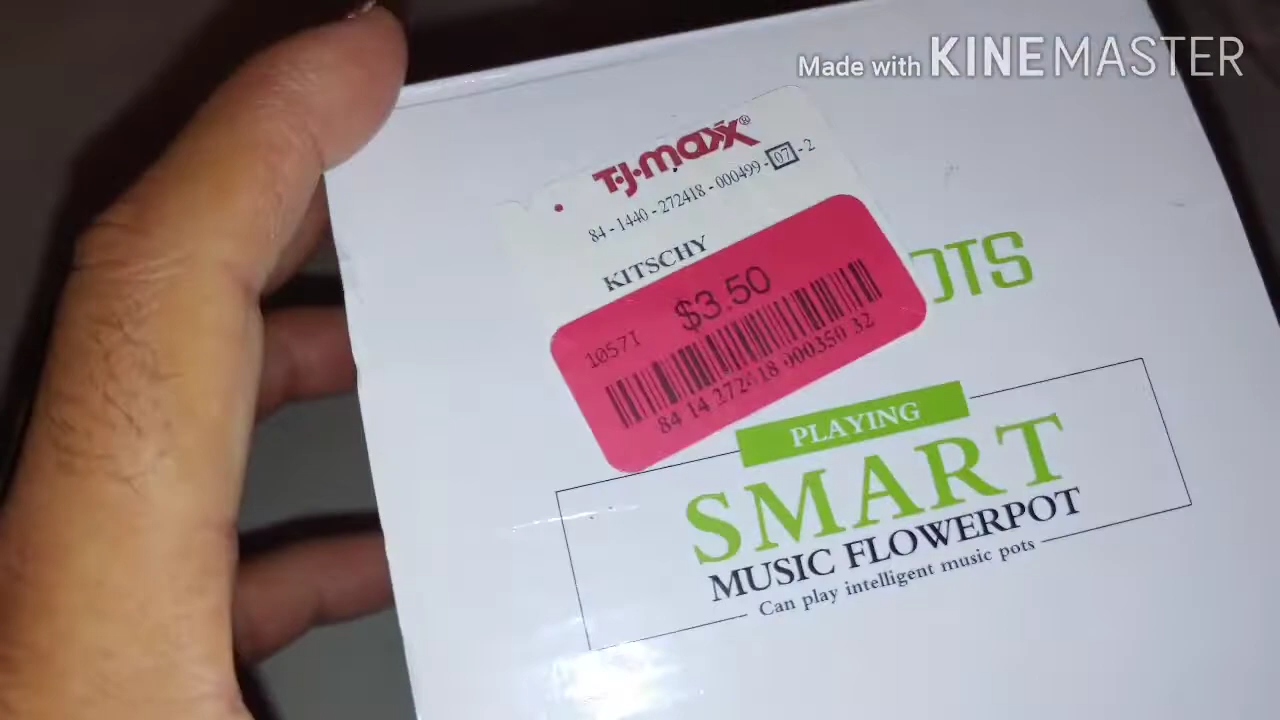 Made with KINEMASTER
T.J.maxx®
84-1440-272418-000499-07-2
KITSCHY
$3.50
1057I
84 14 272418 000350 32
OTS
PLAYING
SMART
MUSIC FLOWERPOT
Can play intelligent music pots